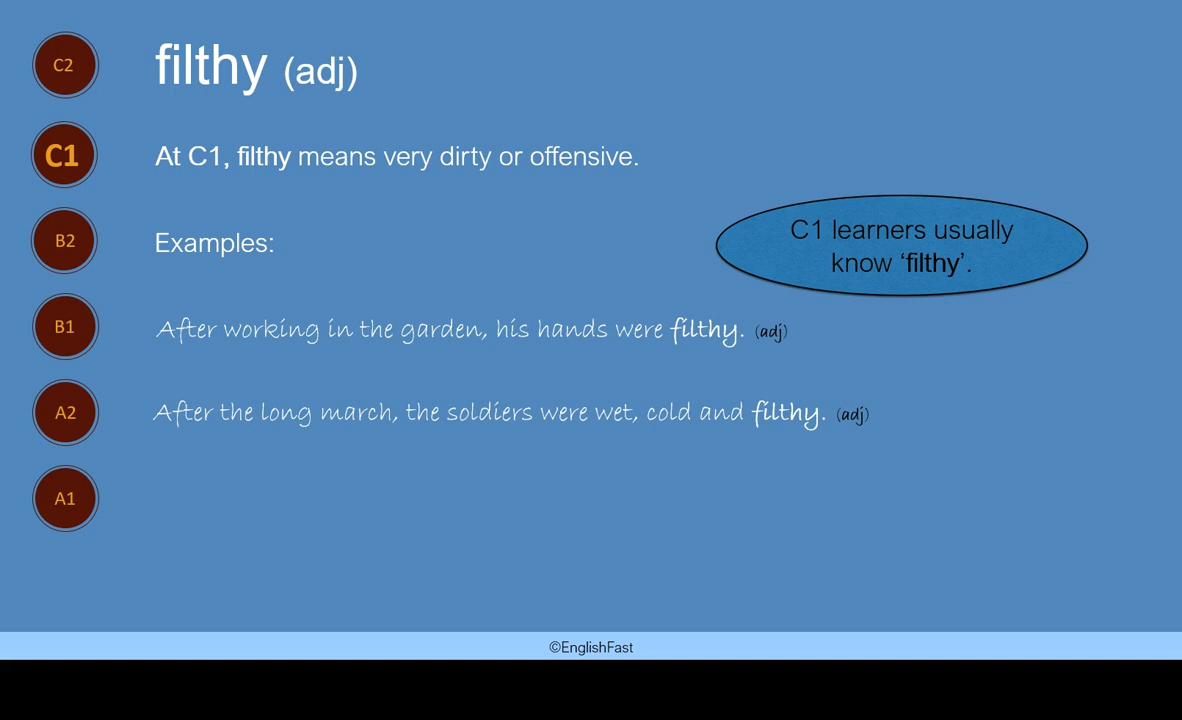 C2
filthy (adj)
C1
At C1, filthy means very dirty or offensive.
B2
Examples:
C1 learners usually
know ‘filthy’.
B1
After working in the garden, his hands were filthy. (adj)
A2
After the long march, the soldiers were wet, cold and filthy. (adj)
A1
©EnglishFast